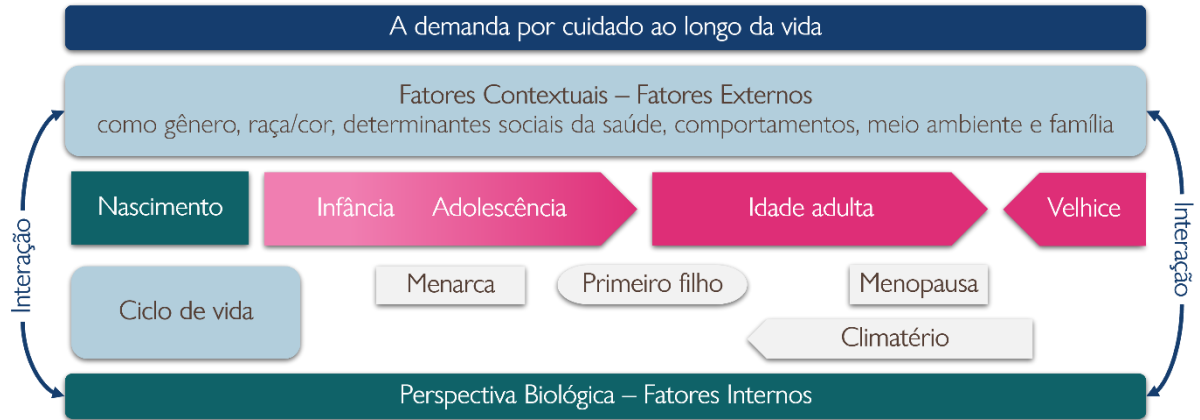 A demanda por cuidado ao longo da vida
Fatores Contextuais – Fatores Externos
como gênero, raça/cor, determinantes sociais da saúde, comportamentos, meio ambiente e família
Interação
Nascimento
Infância
Adolescência
Idade adulta
Velhice
Interação
Ciclo de vida
Menarca
Primeiro filho
Menopausa
Climatério
Perspectiva Biológica – Fatores Internos